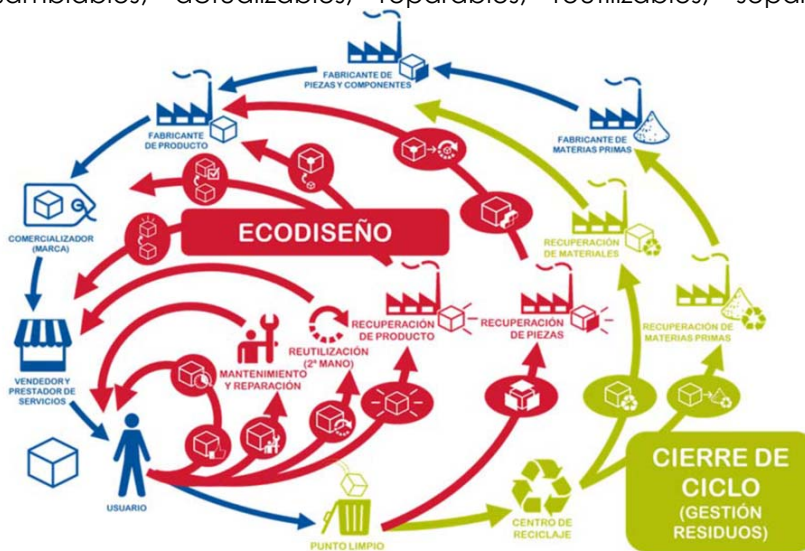 FABRICANTE DE
PIEZAS Y COMPONENTES
FABRICANTE
DE PRODUCTO
FABRICANTE DE
MATERIAS PRIMAS
COMERCIALIZADOR
(MARCA)
ECODISEÑO
RECUPERACIÓN
DE MATERIALES
RECUPERACIÓN
DE PRODUCTO
RECUPERACIÓN
DE PIEZAS
RECUPERACIÓN DE
MATERIAS PRIMAS
REUTILIZACIÓN
(2ª MANO)
MANTENIMIENTO
Y REPARACIÓN
VENDEDOR Y
PRESTADOR DE
SERVICIOS
USUARIO
PUNTO LIMPIO
CENTRO DE
RECICLAJE
CIERRE DE
CICLO
(GESTIÓN
RESIDUOS)